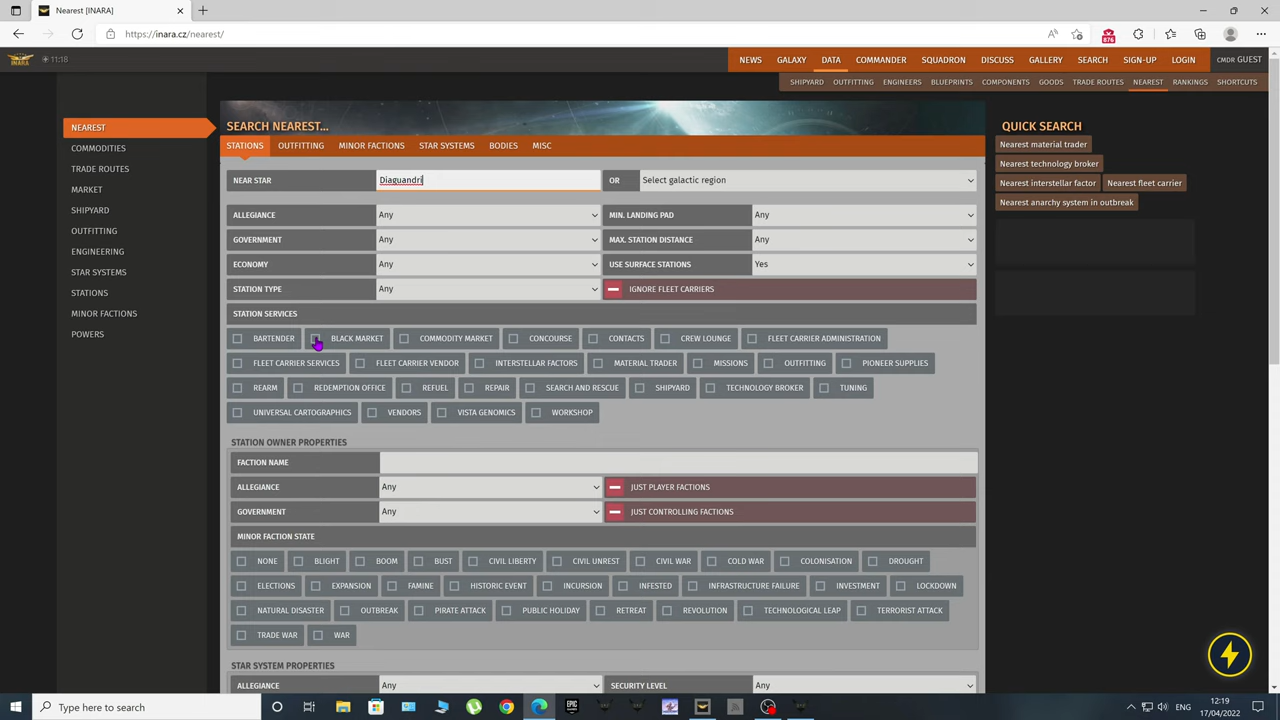 Nearest [INARA]
https://inara.cz/nearest/
876
11:18
NEWS GALAXY DATA COMMANDER SQUADRON DISCUSS GALLERY SEARCH SIGN-UP LOGIN CMDR GUEST
SHIPYARD OUTFITTING ENGINEERS BLUEPRINTS COMPONENTS GOODS TRADE ROUTES NEAREST RANKINGS SHORTCUTS
NEAREST
COMMODITIES
TRADE ROUTES
MARKET
SHIPYARD
OUTFITTING
ENGINEERING
STAR SYSTEMS
STATIONS
MINOR FACTIONS
POWERS
SEARCH NEAREST...
STATIONS OUTFITTING MINOR FACTIONS STAR SYSTEMS BODIES MISC
NEAR STAR Diaguandri OR Select galactic region
ALLEGIANCE Any MIN. LANDING PAD Any
GOVERNMENT Any MAX. STATION DISTANCE Any
ECONOMY Any USE SURFACE STATIONS Yes
STATION TYPE Any IGNORE FLEET CARRIERS
STATION SERVICES
BARTENDER BLACK MARKET COMMODITY MARKET CONCOURSE CONTACTS CREW LOUNGE FLEET CARRIER ADMINISTRATION
FLEET CARRIER SERVICES FLEET CARRIER VENDOR INTERSTELLAR FACTORS MATERIAL TRADER MISSIONS OUTFITTING PIONEER SUPPLIES
REARM REDEMPTION OFFICE REFUEL REPAIR SEARCH AND RESCUE SHIPYARD TECHNOLOGY BROKER TUNING
UNIVERSAL CARTOGRAPHICS VENDORS VISTA GENOMICS WORKSHOP
STATION OWNER PROPERTIES
FACTION NAME
ALLEGIANCE Any JUST PLAYER FACTIONS
GOVERNMENT Any JUST CONTROLLING FACTIONS
MINOR FACTION STATE
NONE BLIGHT BOOM BUST CIVIL LIBERTY CIVIL UNREST CIVIL WAR COLD WAR COLONISATION DROUGHT
ELECTIONS EXPANSION FAMINE HISTORIC EVENT INCURSION INFESTED INFRASTRUCTURE FAILURE INVESTMENT LOCKDOWN
NATURAL DISASTER OUTBREAK PIRATE ATTACK PUBLIC HOLIDAY RETREAT REVOLUTION TECHNOLOGICAL LEAP TERRORIST ATTACK
TRADE WAR WAR
STAR SYSTEM PROPERTIES
ALLEGIANCE Any SECURITY LEVEL Any
QUICK SEARCH
Nearest material trader
Nearest technology broker
Nearest interstellar factor Nearest fleet carrier
Nearest anarchy system in outbreak
Type here to search
ENG
12:19
17/04/2022